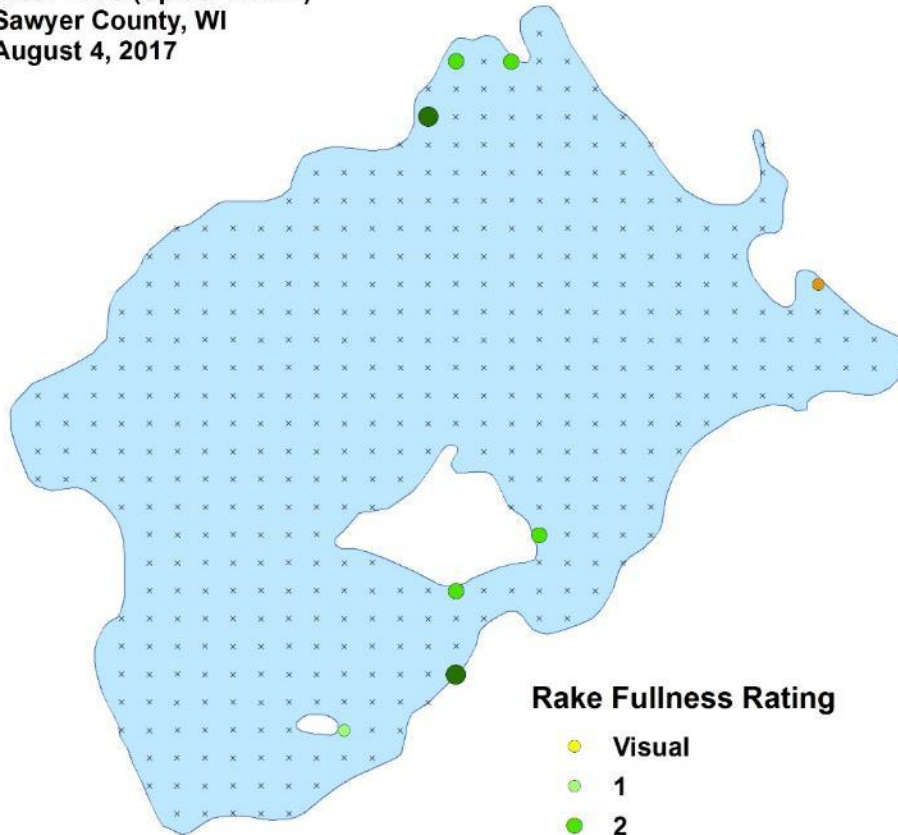 Sawyer County, WI
August 4, 2017
Rake Fullness Rating
Visual
1
2